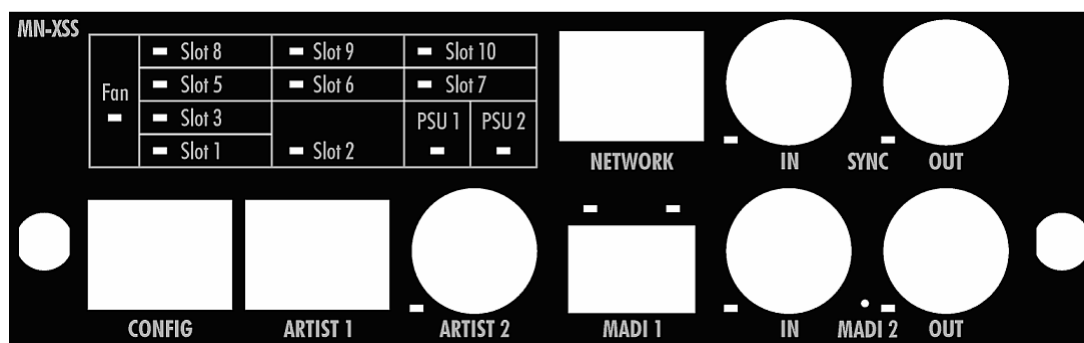 MN-XSS
Slot 8 Slot 9 Slot 10
Fan Slot 5 Slot 6 Slot 7
Slot 3 PSU 1 PSU 2
Slot 1 Slot 2
NETWORK IN SYNC OUT
CONFIG ARTIST 1 ARTIST 2 MADI 1 IN MADI 2 OUT